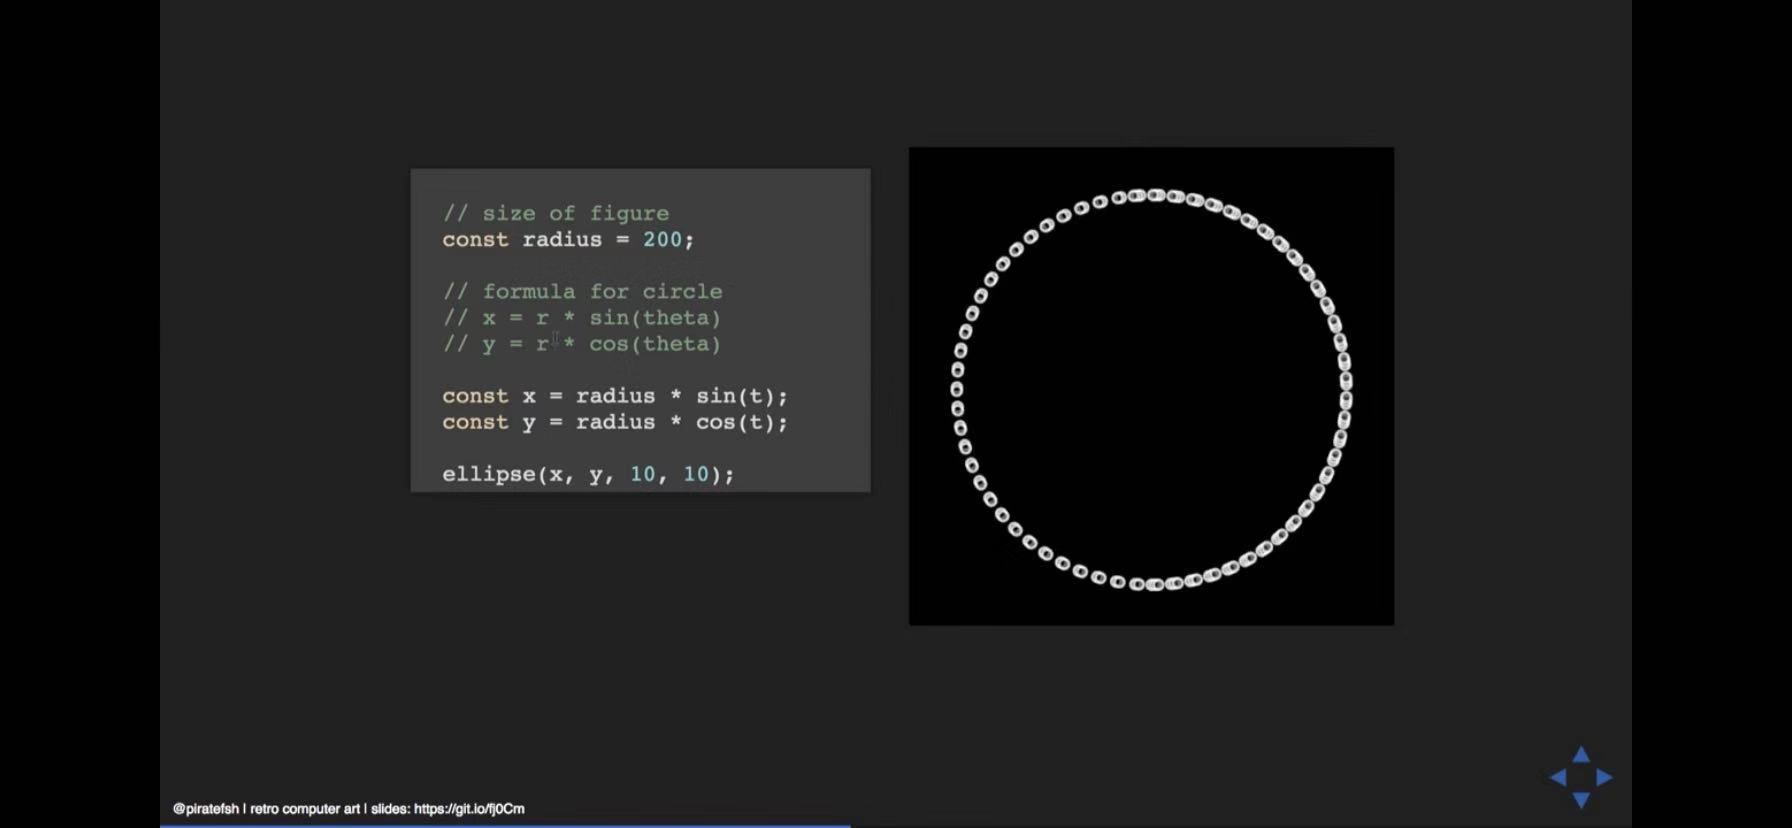 // size of figure
const radius = 200;
// formula for circle
// x = r * sin(theta)
// y = r * cos(theta)
const x = radius * sin(t);
const y = radius * cos(t);
ellipse(x, y, 10, 10);
@piratefsh | retro computer art | slides: https://git.io/fj0Cm